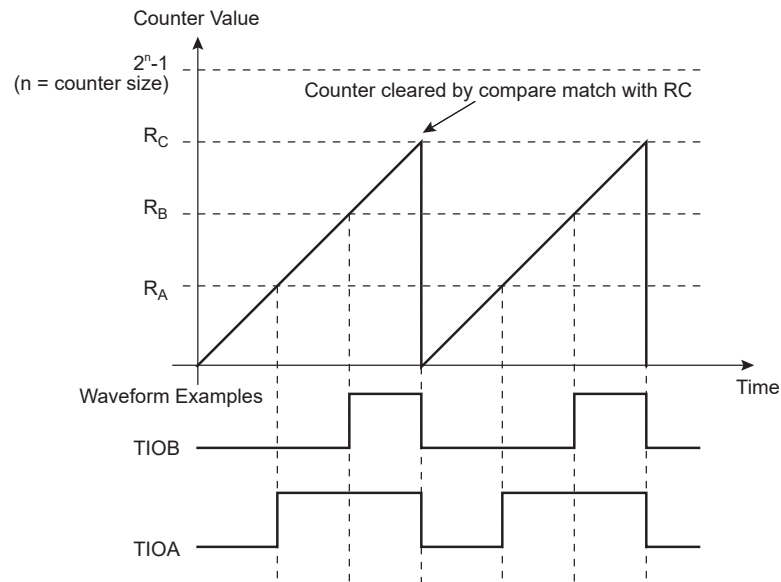 Counter Value
2ⁿ-1
(n = counter size)
Counter cleared by compare match with RC
R_C
R_B
R_A
Time
Waveform Examples
TIOB
TIOA